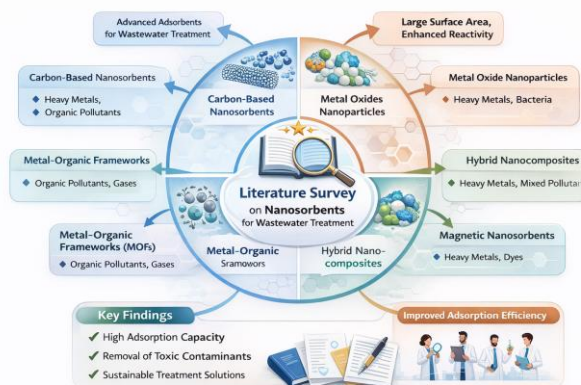 Advanced Adsorbents
for Wastewater Treatment
Large Surface Area,
Enhanced Reactivity
Carbon-Based Nanosorbents
Heavy Metals,
Organic Pollutants
Carbon-Based
Nanosorbents
Metal Oxides
Nanoparticles
Metal Oxide Nanoparticles
Heavy Metals, Bacteria
Metal-Organic Frameworks
Organic Pollutants, Gases
Literature Survey
on Nanosorbents
for Wastewater Treatment
Hybrid Nanocomposites
Heavy Metals, Mixed Pollutan
Metal-Organic
Frameworks (MOFs)
Organic Pollutants, Gases
Metal-Organic
Sramowors
Hybrid Nano-
composites
Magnetic Nanosorbents
Heavy Metals, Dyes
Key Findings
✔ High Adsorption Capacity
✔ Removal of Toxic Contaminants
✔ Sustainable Treatment Solutions
Improved Adsorption Efficiency